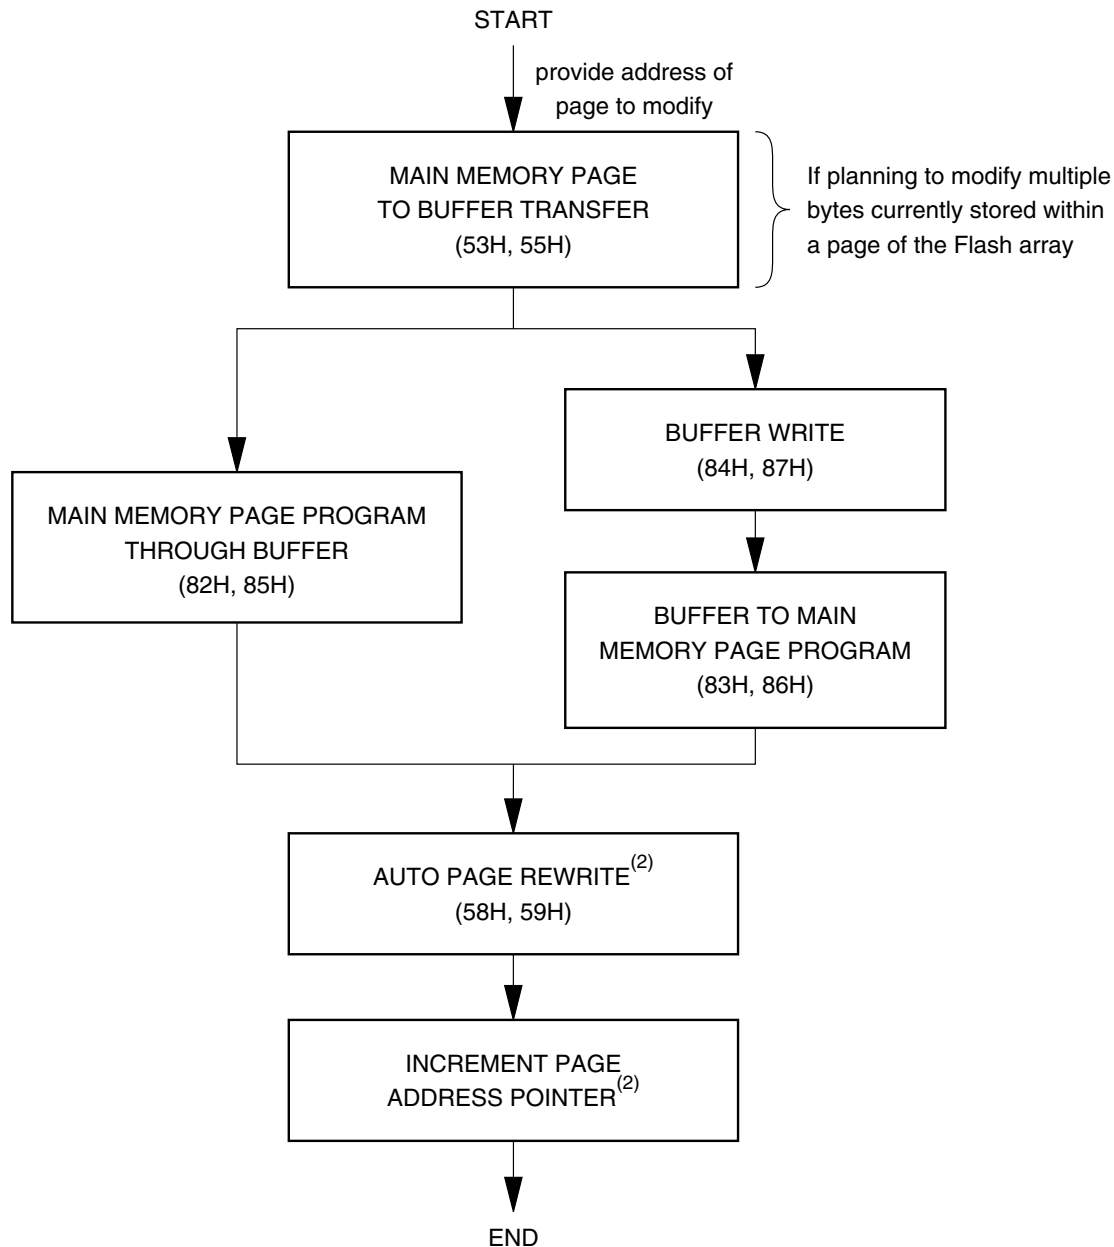 START
provide address of
page to modify
MAIN MEMORY PAGE
TO BUFFER TRANSFER
(53H, 55H)
If planning to modify multiple
bytes currently stored within
a page of the Flash array
BUFFER WRITE
(84H, 87H)
MAIN MEMORY PAGE PROGRAM
THROUGH BUFFER
(82H, 85H)
BUFFER TO MAIN
MEMORY PAGE PROGRAM
(83H, 86H)
AUTO PAGE REWRITE(2)
(58H, 59H)
INCREMENT PAGE
ADDRESS POINTER(2)
END